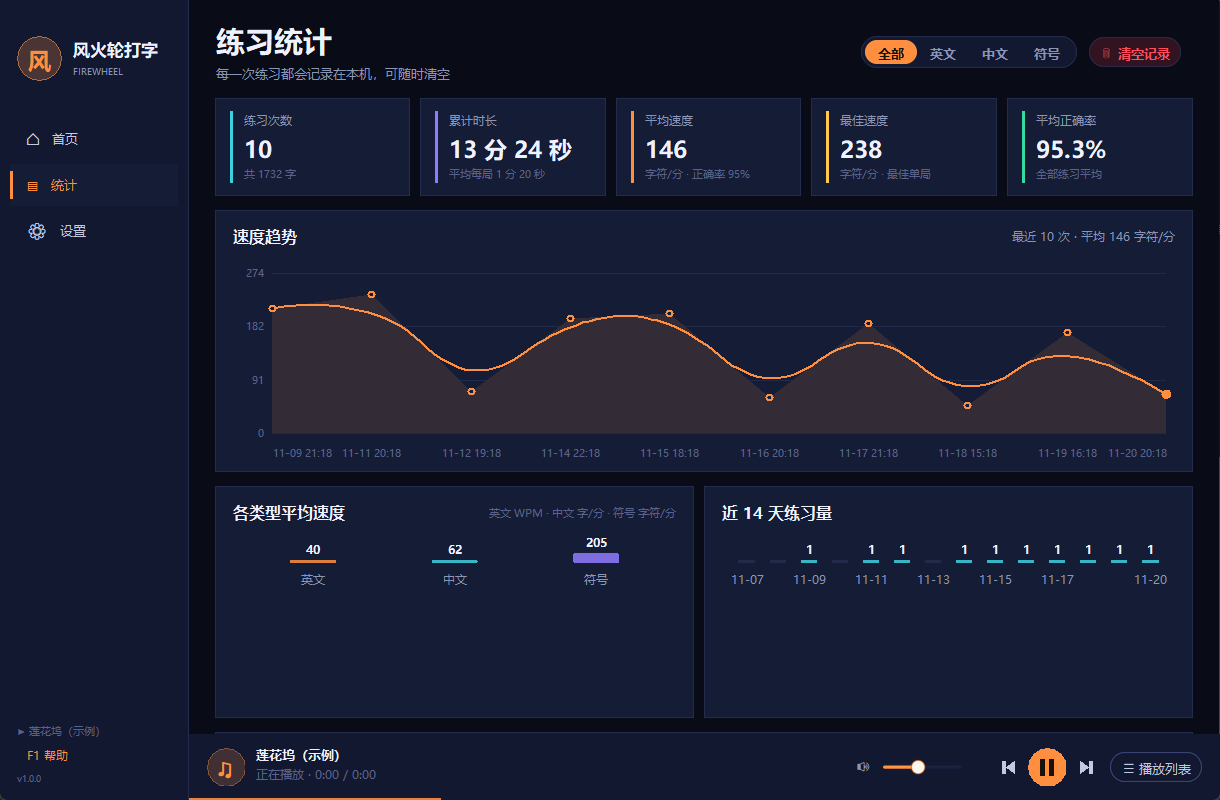 风
风火轮打字
FIREWHEEL
首页
统计
设置
▸ 莲花坞（示例）
F1 帮助
v1.0.0
练习统计
每一次练习都会记录在本机，可随时清空
全部 英文 中文 符号
清空记录
练习次数
10
共 1732 字
累计时长
13 分 24 秒
平均每局 1 分 20 秒
平均速度
146
字符/分 · 正确率 95%
最佳速度
238
字符/分 · 最佳单局
平均正确率
95.3%
全部练习平均
速度趋势
最近 10 次 · 平均 146 字符/分
274
182
91
0
11-09 21:18 11-11 20:18 11-12 19:18 11-14 22:18 11-15 18:18 11-16 20:18 11-17 21:18 11-18 15:18 11-19 16:18 11-20 20:18
各类型平均速度
英文 WPM · 中文 字/分 · 符号 字符/分
40 62 205
英文 中文 符号
近 14 天练习量
1 1 1 1 1 1 1 1 1 1
11-07 11-09 11-11 11-13 11-15 11-17 11-20
莲花坞（示例）
正在播放 · 0:00 / 0:00
☰ 播放列表